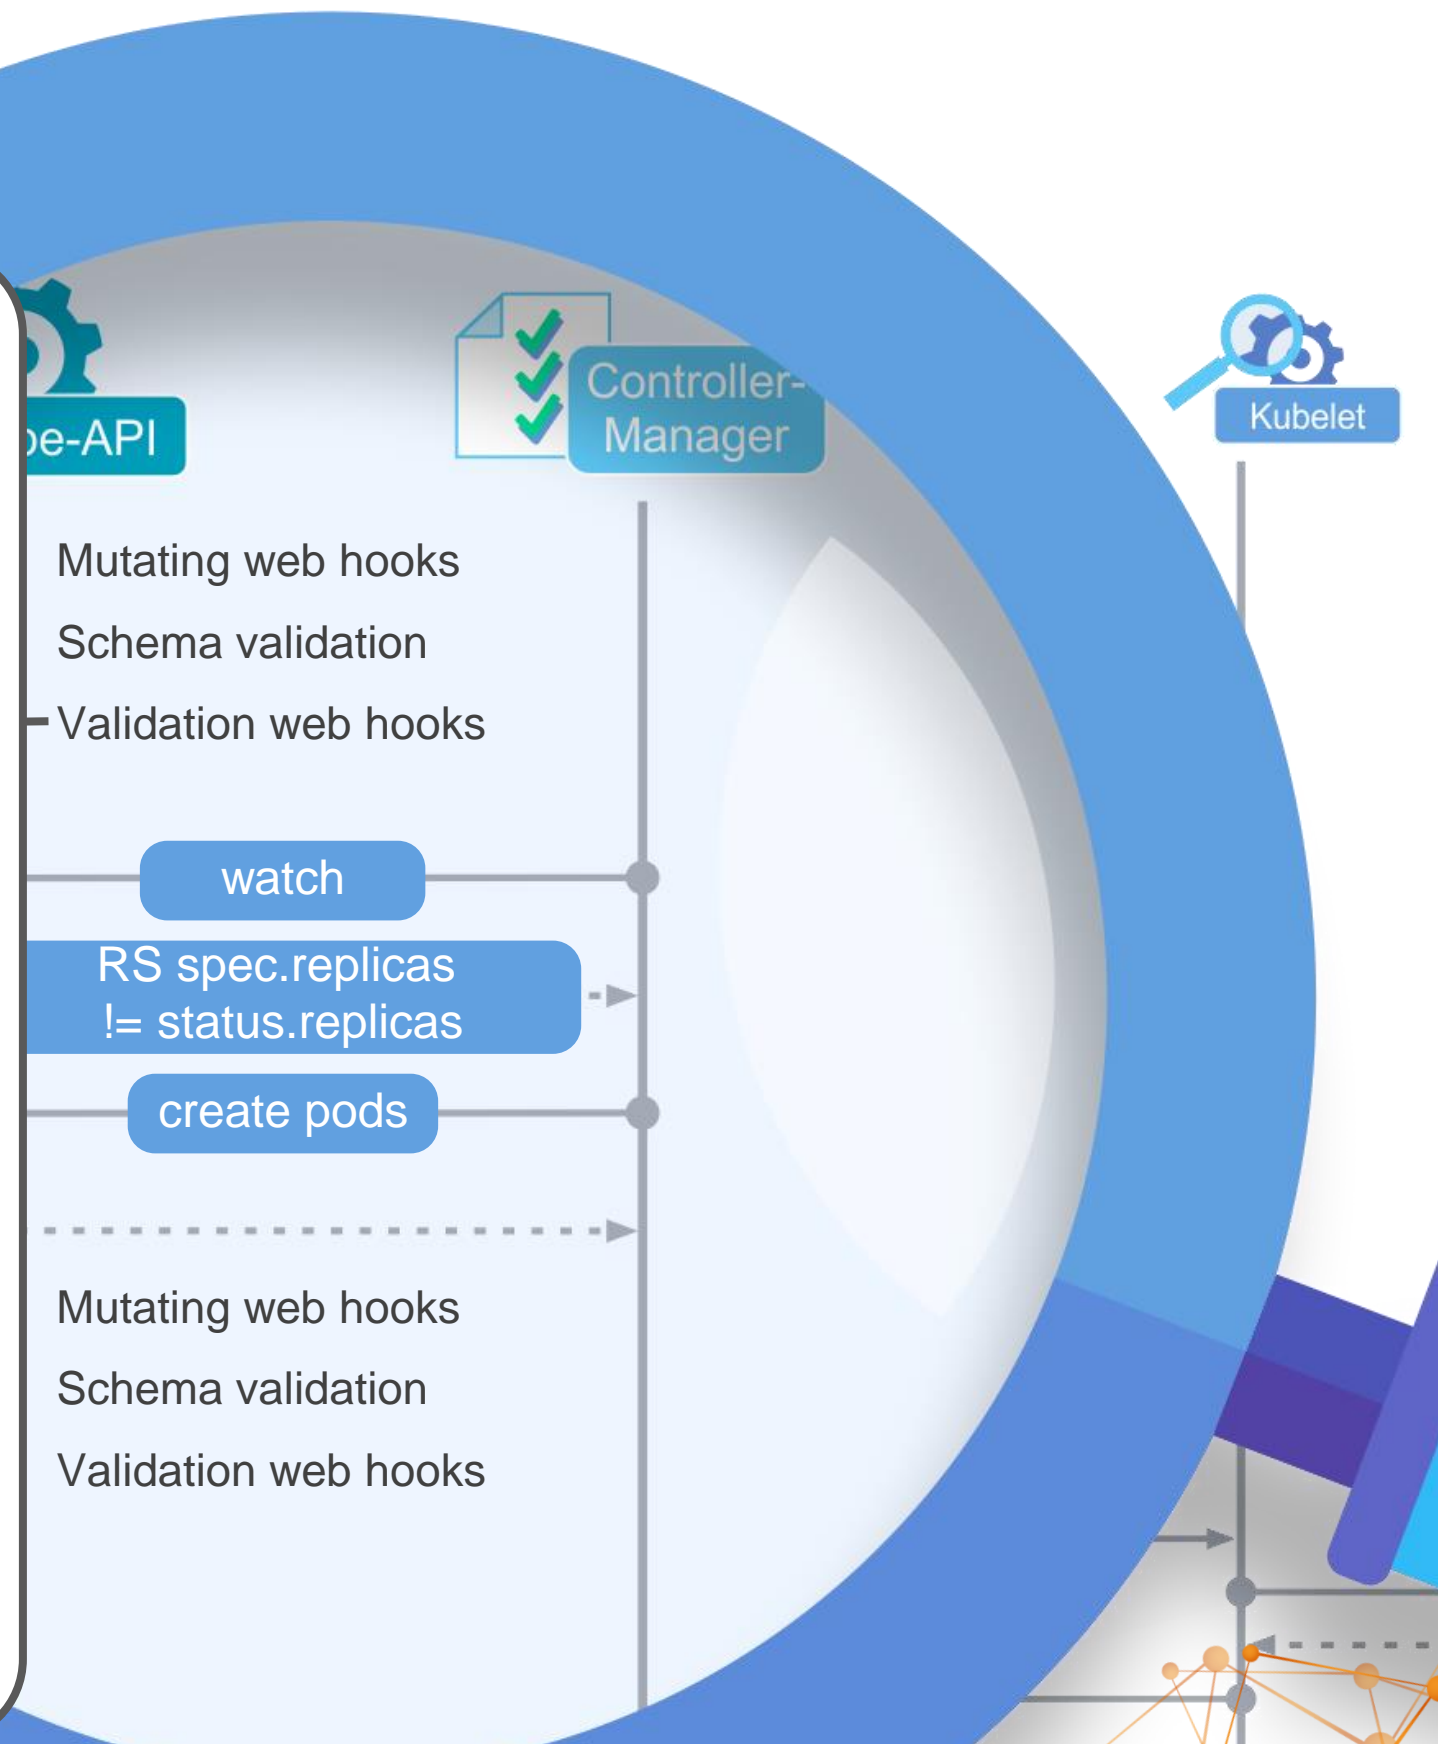 Controller-
Manager
Kubelet
be-API
Mutating web hooks
Schema validation
Validation web hooks
watch
RS spec.replicas
!= status.replicas
create pods
Mutating web hooks
Schema validation
Validation web hooks